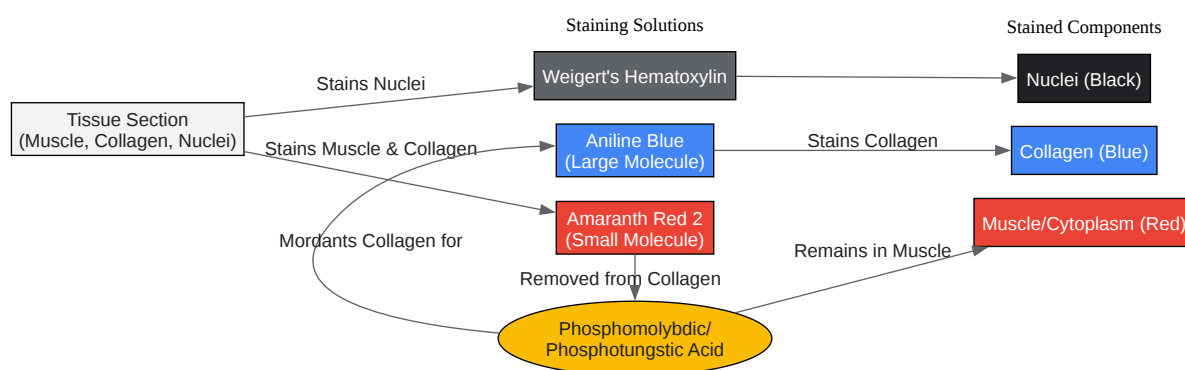 Staining Solutions
Stained Components
Tissue Section
(Muscle, Collagen, Nuclei)
Stains Nuclei
Weigert's Hematoxylin
Nuclei (Black)
Stains Muscle & Collagen
Aniline Blue
(Large Molecule)
Stains Collagen
Collagen (Blue)
Amaranth Red 2
(Small Molecule)
Muscle/Cytoplasm (Red)
Mordants Collagen for
Remains in Muscle
Removed from Collagen
Phosphomolybdic/
Phosphotungstic Acid